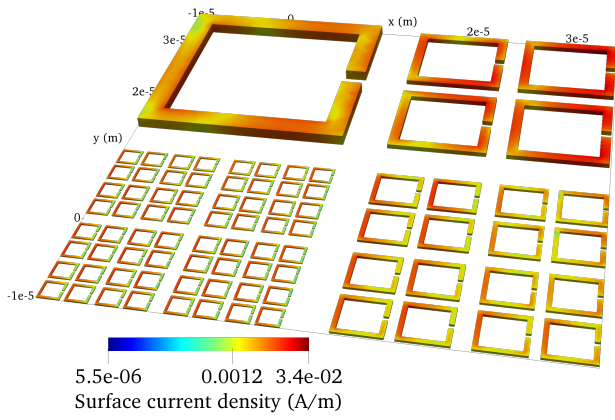 -1e-5
0
x (m)
2e-5
3e-5
3e-5
2e-5
y (m)
0
-1e-5
5.5e-06 0.0012 3.4e-02
Surface current density (A/m)